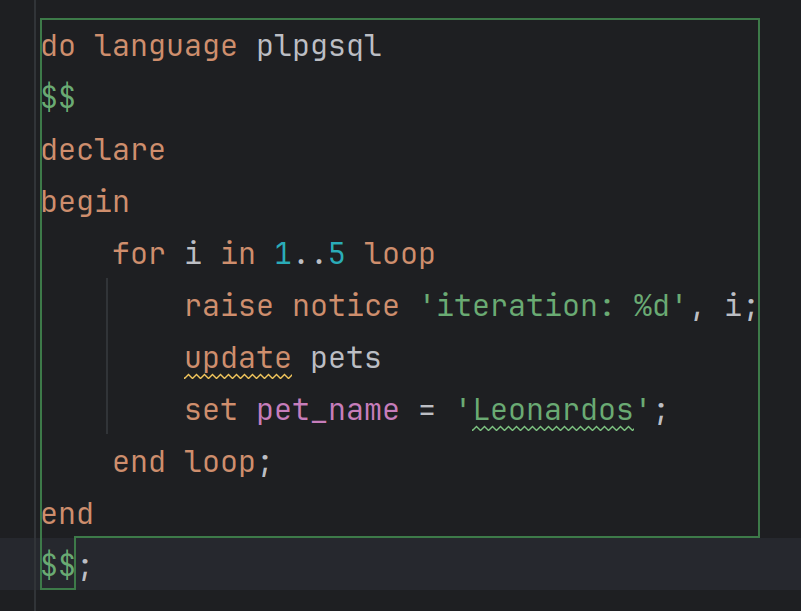 do language plpgsql
$$
declare
begin
    for i in 1..5 loop
        raise notice 'iteration: %d', i;
        update pets
        set pet_name = 'Leonardos';
    end loop;
end
$$;